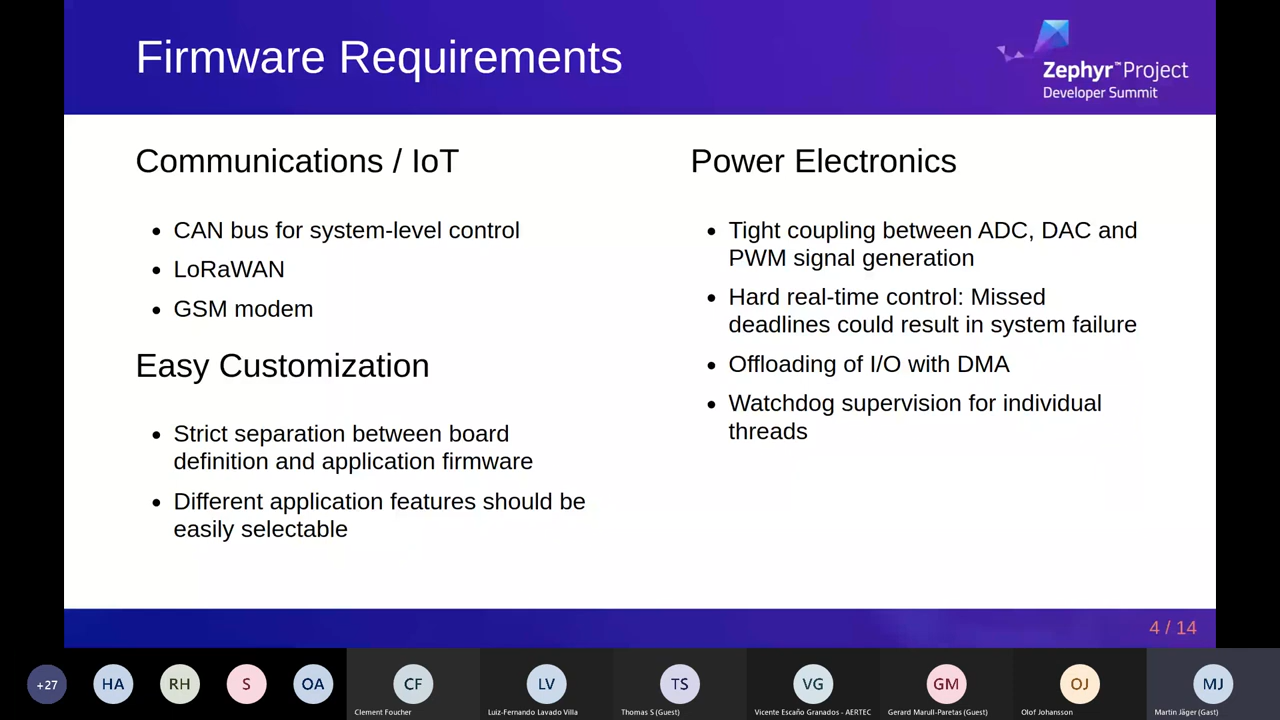 Firmware Requirements
Zephyr™Project
Developer Summit
Communications / IoT
• CAN bus for system-level control
• LoRaWAN
• GSM modem
Easy Customization
• Strict separation between board
definition and application firmware
• Different application features should be
easily selectable
Power Electronics
• Tight coupling between ADC, DAC and
PWM signal generation
• Hard real-time control: Missed
deadlines could result in system failure
• Offloading of I/O with DMA
• Watchdog supervision for individual
threads
4 / 14
+27
HA
RH
S
OA
CF
Clement Foucher
LV
Luiz-Fernando Lavado Villa
TS
Thomas S (Guest)
VG
Vicente Escaño Granados - AERTEC
GM
Gerard Marull-Paretas (Guest)
OJ
Olof Johansson
MJ
Martin Jäger (Gast)